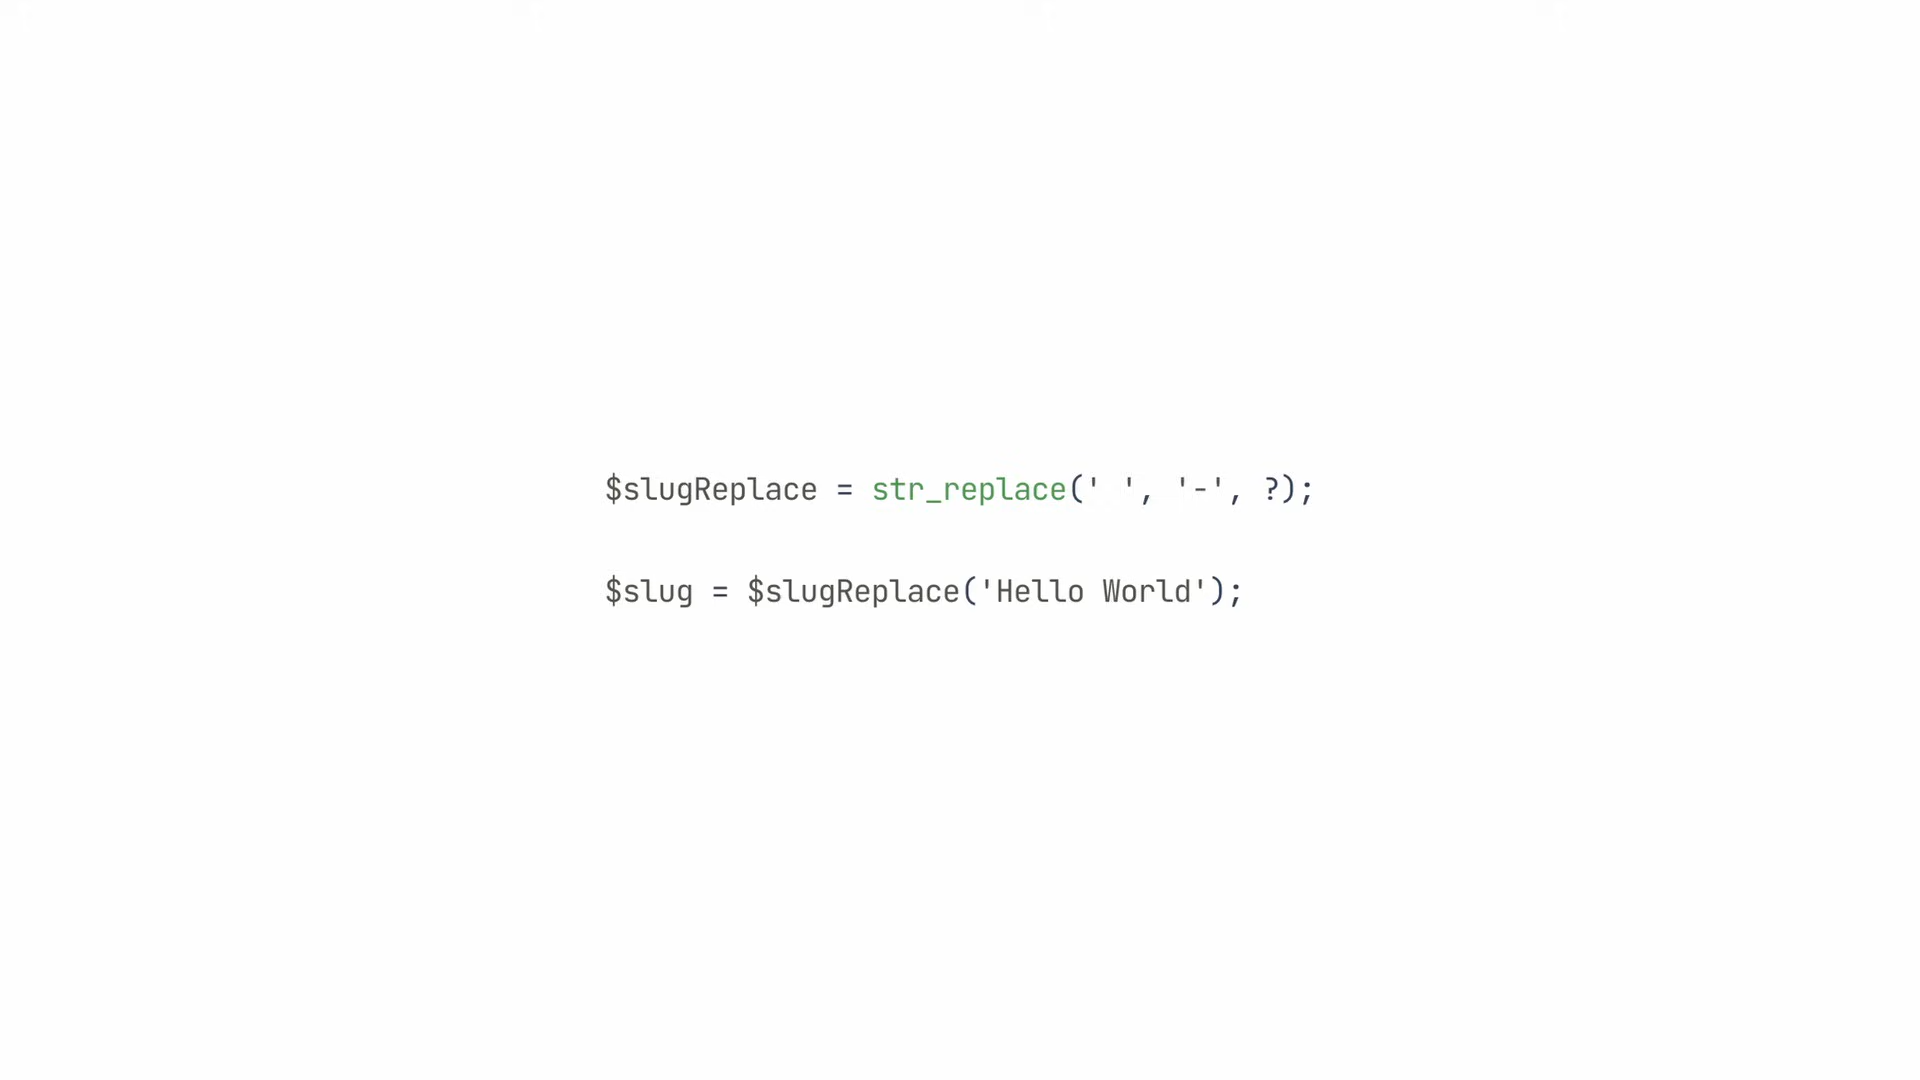 $slugReplace = str_replace(' ', '-', ?);
$slug = $slugReplace('Hello World');